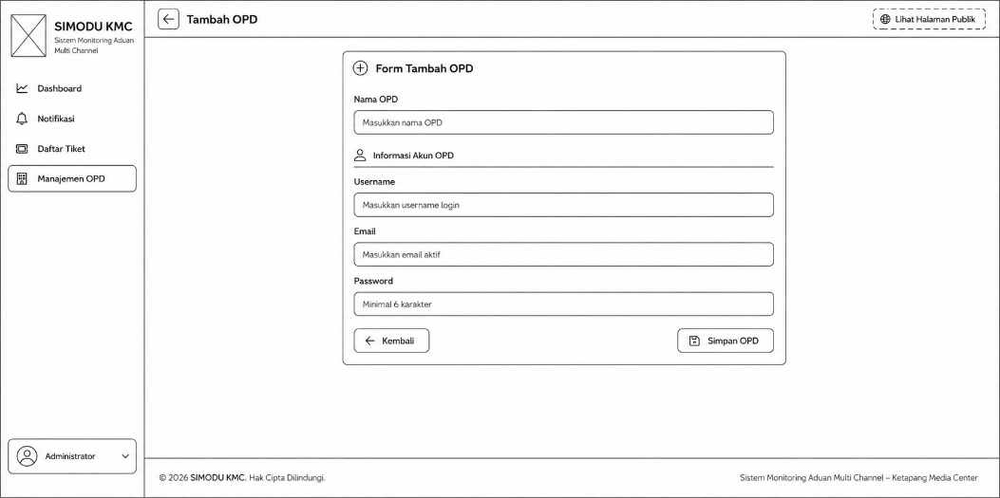 SIMODU KMC
Sistem Monitoring Aduan
Multi Channel
Dashboard
Notifikasi
Daftar Tiket
Manajemen OPD
Administrator
Tambah OPD
Lihat Halaman Publik
Form Tambah OPD
Nama OPD
Masukkan nama OPD
Informasi Akun OPD
Username
Masukkan username login
Email
Masukkan email aktif
Password
Minimal 6 karakter
Kembali
Simpan OPD
© 2026 SIMODU KMC. Hak Cipta Dilindungi.
Sistem Monitoring Aduan Multi Channel – Ketapang Media Center